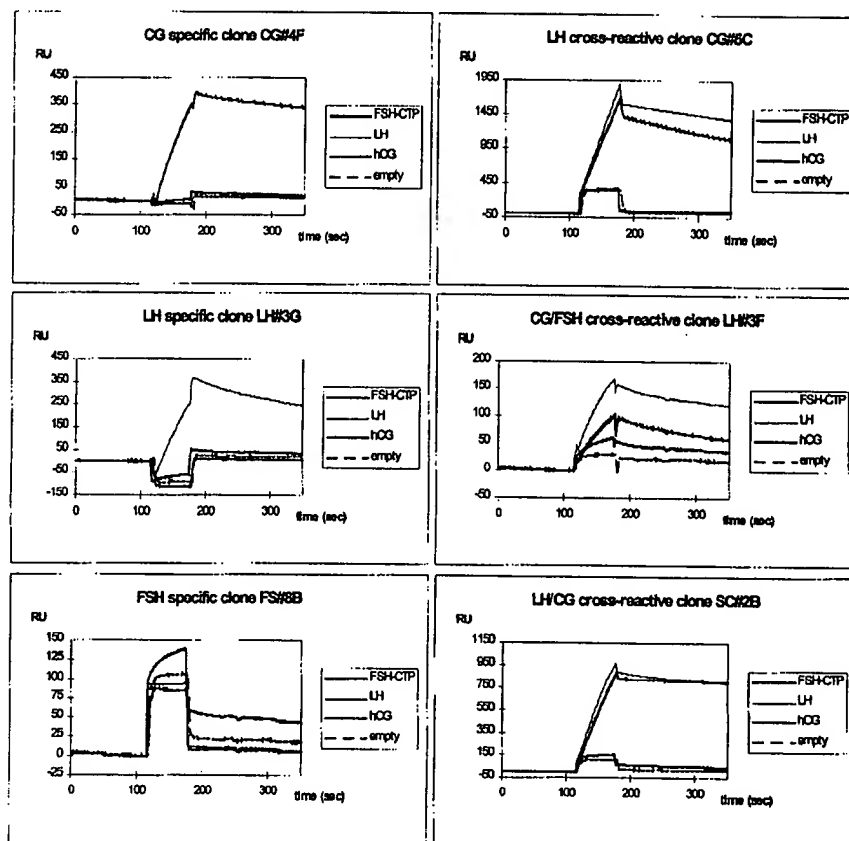 CG specific clone CG#4F
RU
450
350
250
150
50
-50
0
100
200
300
time (sec)
FSH-CTP
LH
hCG
empty
LH cross-reactive clone CG#6C
RU
1950
1450
950
450
-50
0
100
200
300
time (sec)
FSH-CTP
LH
hCG
empty
LH specific clone LH#3G
RU
450
350
250
150
50
-50
-150
0
100
200
300
time (sec)
FSH-CTP
LH
hCG
empty
CG/FSH cross-reactive clone LH#3F
RU
200
150
100
50
0
-50
0
100
200
300
time (sec)
FSH-CTP
LH
hCG
empty
FSH specific clone FS#8B
RU
150
125
100
75
50
25
0
-25
0
100
200
300
time (sec)
FSH-CTP
LH
hCG
empty
LH/CG cross-reactive clone SC#2B
RU
1150
950
750
550
350
150
-50
0
100
200
300
time (sec)
FSH-CTP
LH
hCG
empty